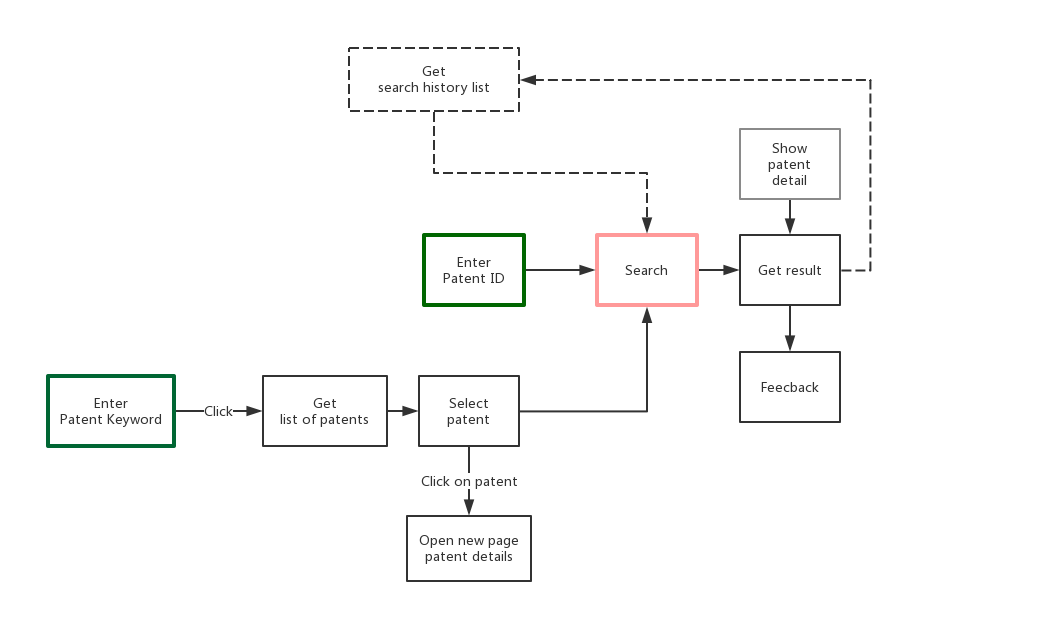 Get
search history list
Show
patent
detail
Enter
Patent ID
Search
Get result
Feecback
Enter
Patent Keyword
Click
Get
list of patents
Select
patent
Click on patent
Open new page
patent details